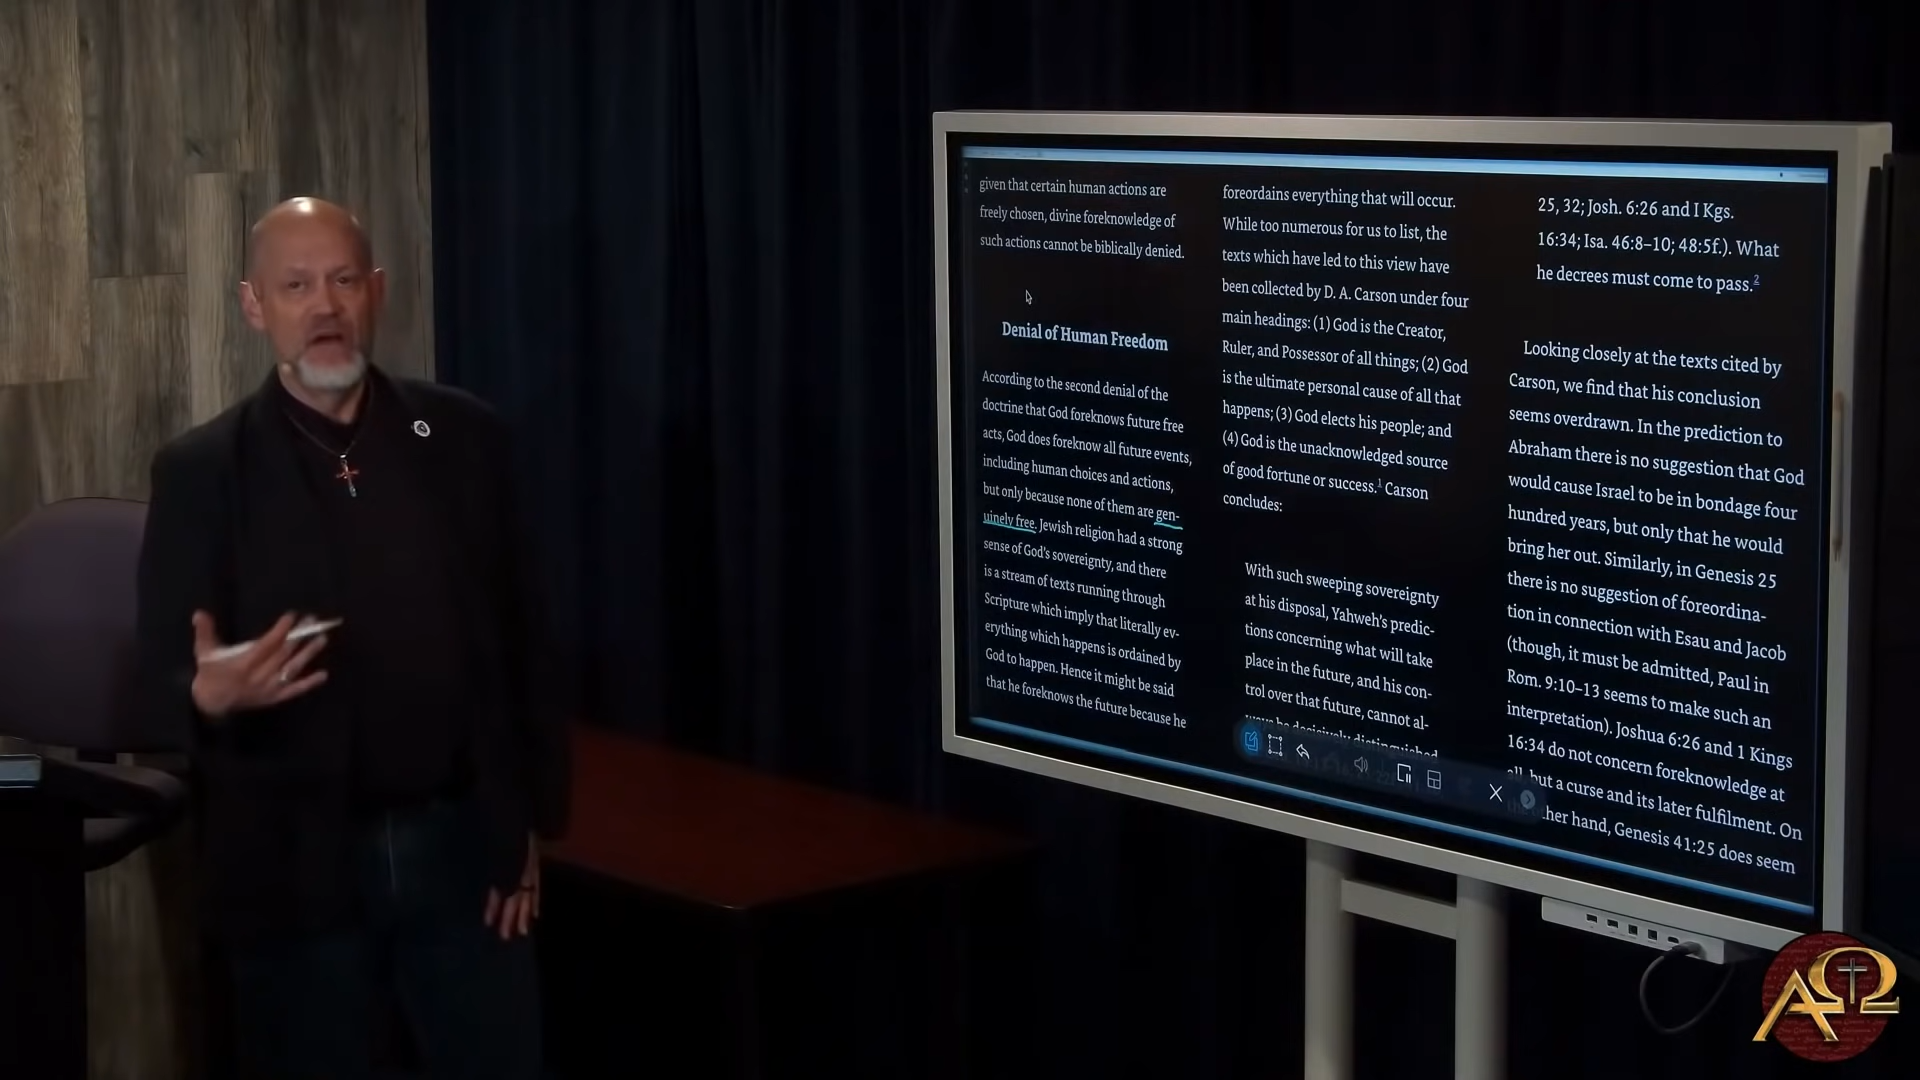 given that certain human actions are
freely chosen, divine foreknowledge of
such actions cannot be biblically denied.
Denial of Human Freedom
According to the second denial of the
doctrine that God foreknows future free
acts, God does foreknow all future events,
including human choices and actions,
but only because none of them are gen-
uinely free. Jewish religion had a strong
sense of God's sovereignty, and there
is a stream of texts running through
Scripture which imply that literally ev-
erything which happens is ordained by
God to happen. Hence it might be said
that he foreknows the future because he
foreordains everything that will occur.
While too numerous for us to list, the
texts which have led to this view have
been collected by D. A. Carson under four
main headings: (1) God is the Creator,
Ruler, and Possessor of all things; (2) God
is the ultimate personal cause of all that
happens; (3) God elects his people; and
(4) God is the unacknowledged source
of good fortune or success.1 Carson
concludes:
With such sweeping sovereignty
at his disposal, Yahweh's predic-
tions concerning what will take
place in the future, and his con-
trol over that future, cannot al-
ways be decisively distinguished
25, 32; Josh. 6:26 and I Kgs.
16:34; Isa. 46:8–10; 48:5f.). What
he decrees must come to pass.2
Looking closely at the texts cited by
Carson, we find that his conclusion
seems overdrawn. In the prediction to
Abraham there is no suggestion that God
would cause Israel to be in bondage four
hundred years, but only that he would
bring her out. Similarly, in Genesis 25
there is no suggestion of foreordina-
tion in connection with Esau and Jacob
(though, it must be admitted, Paul in
Rom. 9:10–13 seems to make such an
interpretation). Joshua 6:26 and 1 Kings
16:34 do not concern foreknowledge at
all, but a curse and its later fulfilment. On
the other hand, Genesis 41:25 does seem
ΑΩ